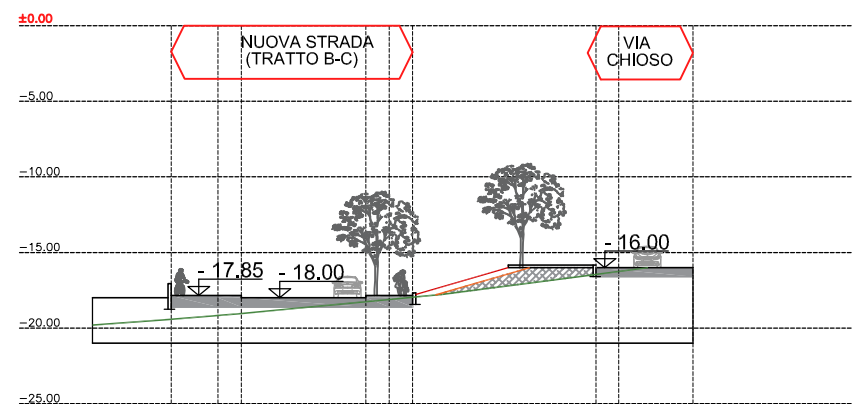 ±0.00
NUOVA STRADA
(TRATTO B-C)
VIA
CHIOSO
−5.00
−10.00
−15.00
- 16.00
- 17.85
- 18.00
−20.00
−25.00